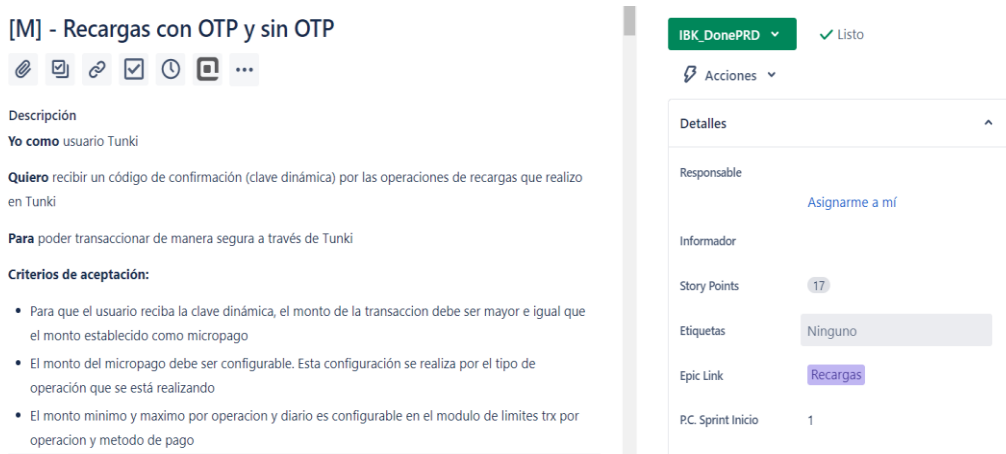 [M] - Recargas con OTP y sin OTP
Descripción
Yo como usuario Tunki
Quiero recibir un código de confirmación (clave dinámica) por las operaciones de recargas que realizo
en Tunki
Para poder transaccionar de manera segura a través de Tunki
Criterios de aceptación:
• Para que el usuario reciba la clave dinámica, el monto de la transaccion debe ser mayor e igual que
el monto establecido como micropago
• El monto del micropago debe ser configurable. Esta configuración se realiza por el tipo de
operación que se está realizando
• El monto minimo y maximo por operacion y diario es configurable en el modulo de limites trx por
operacion y metodo de pago
IBK_DonePRD
Listo
Acciones
Detalles
Responsable
Asignarme a mí
Informador
Story Points
17
Etiquetas
Ninguno
Epic Link
Recargas
P.C. Sprint Inicio
1